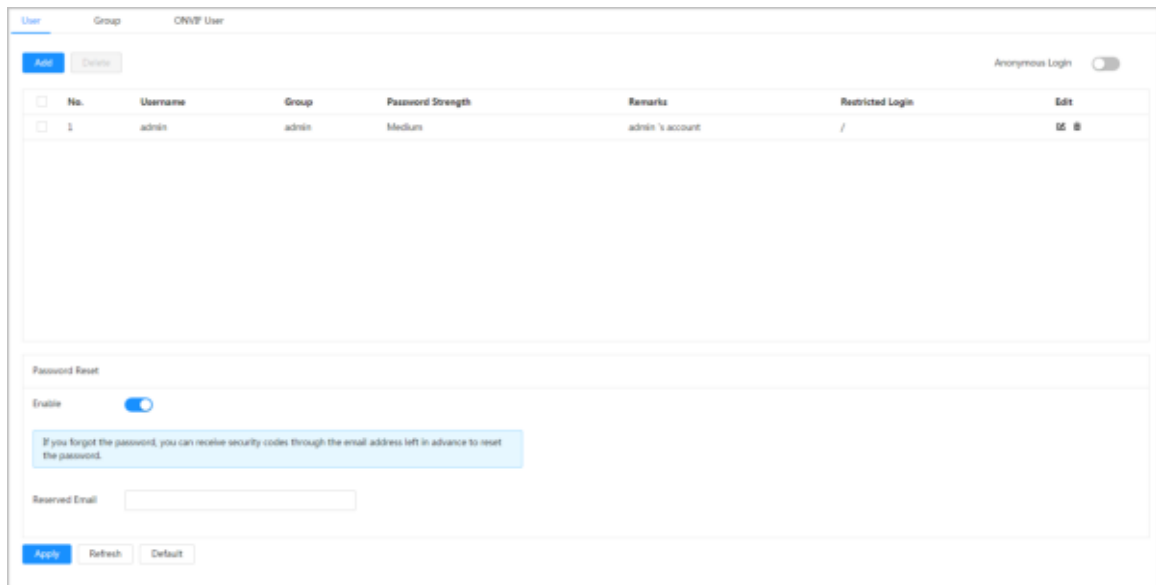 User Group ONVIF User
Add Delete Anonymous Login
No. Username Group Password Strength Remarks Restricted Login Edit
1 admin admin Medium admin 's account /
Password Reset
Enable
If you forgot the password, you can receive security codes through the email address left in advance to reset
the password.
Reserved Email
Apply Refresh Default